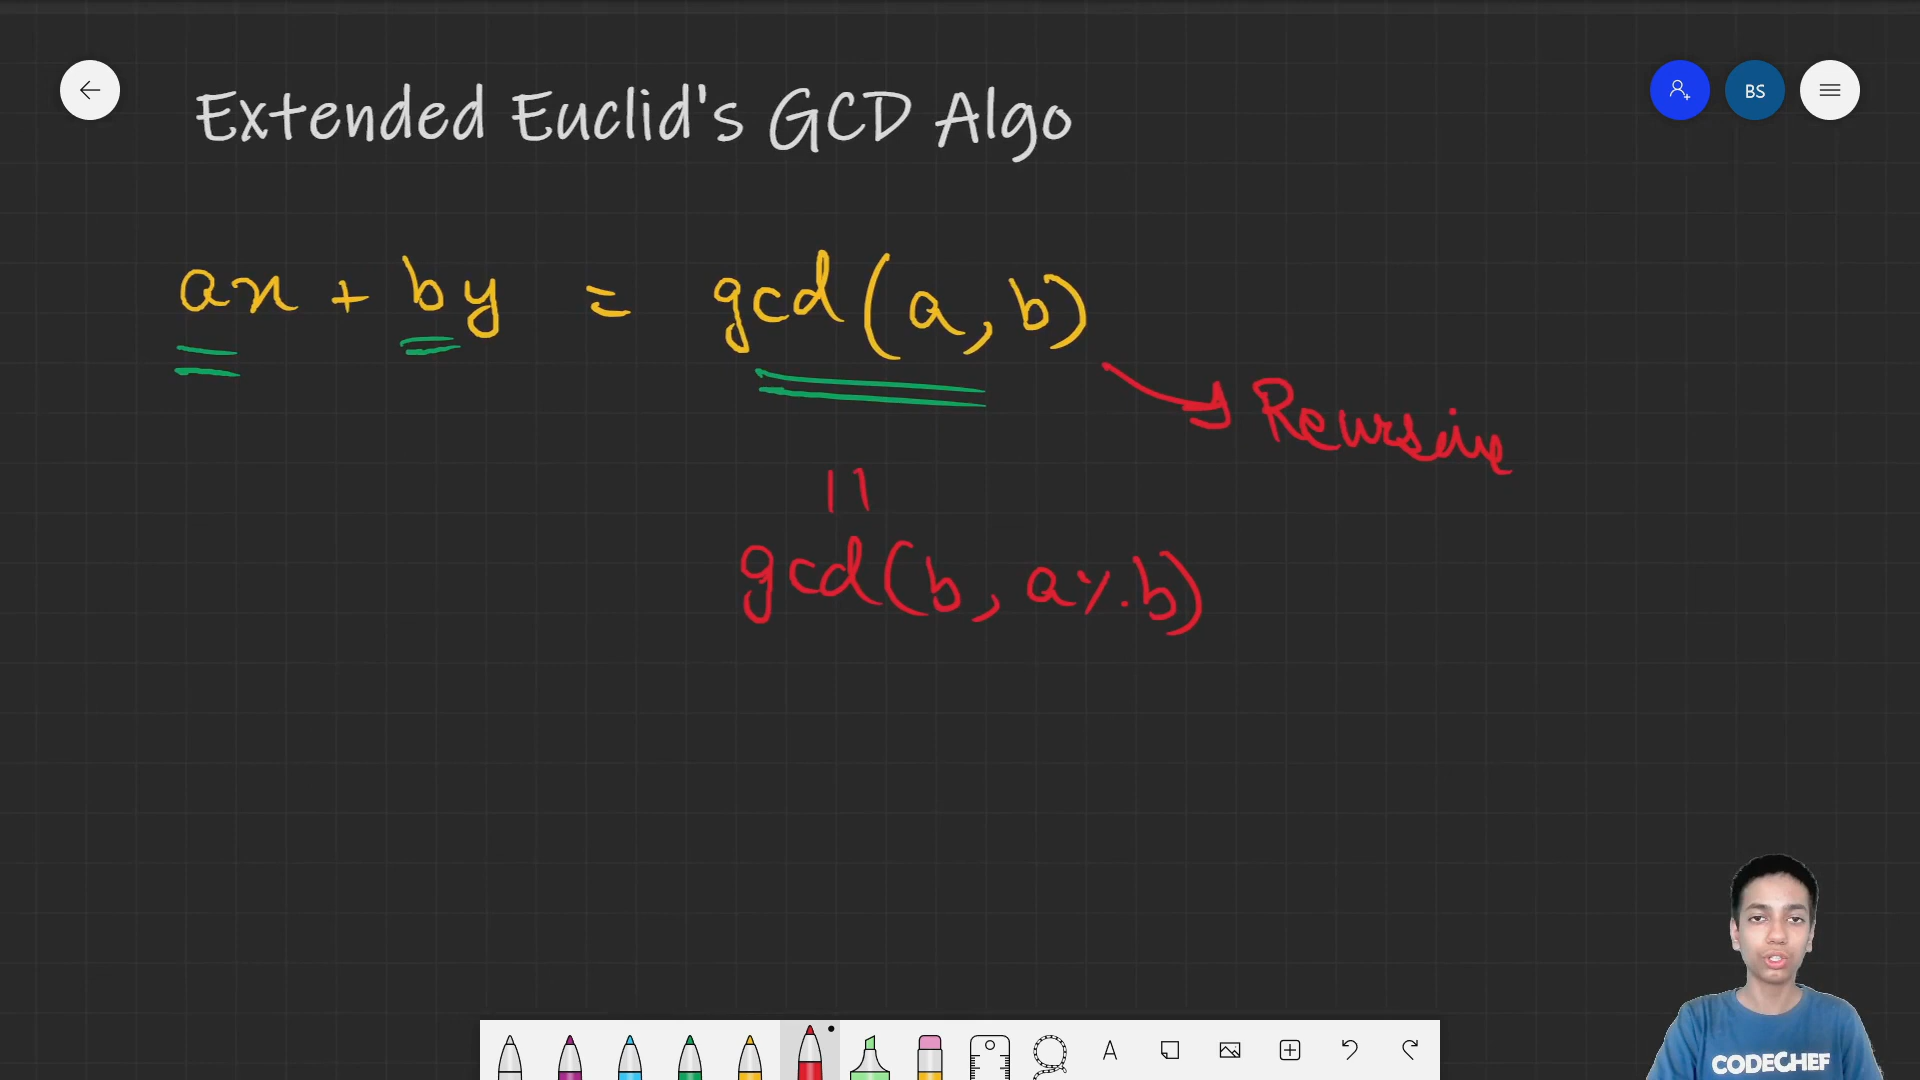 Extended Euclid's GCD Algo
BS
ax + by = gcd(a, b)
Recursive
||
gcd(b, a%b)
A
CODECHEF